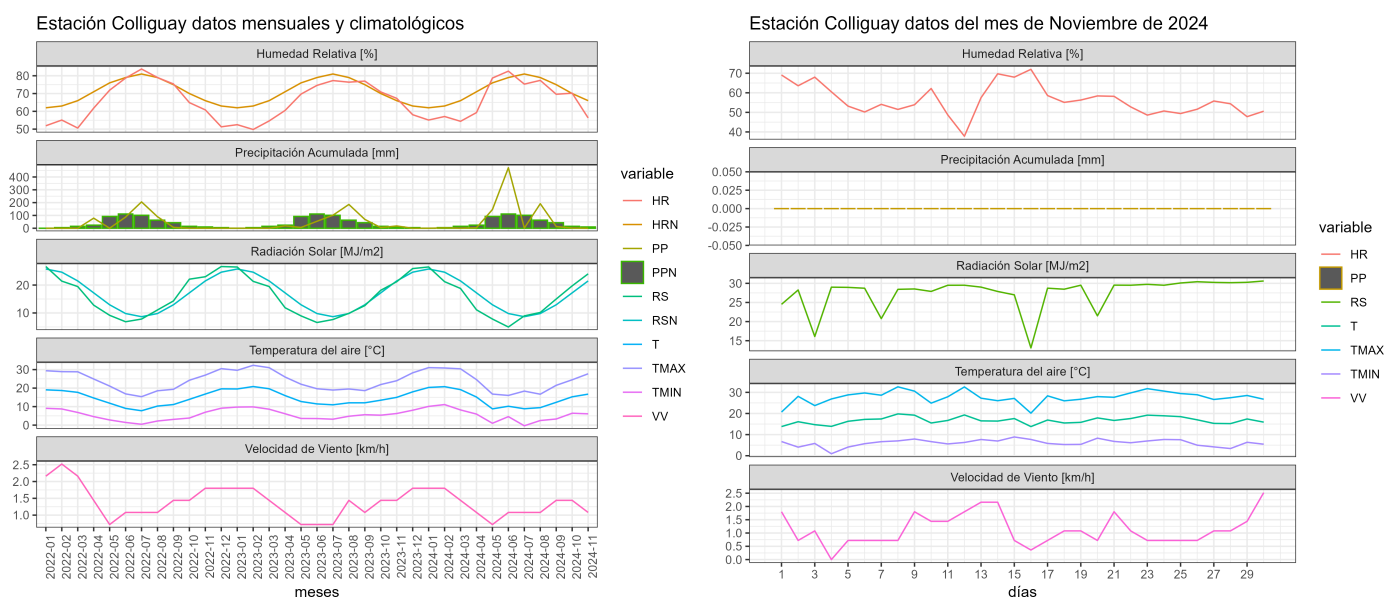 Estación Colliguay datos mensuales y climatológicos
Humedad Relativa [%]
80
70
60
50
Precipitación Acumulada [mm]
400
300
200
100
0
Radiación Solar [MJ/m2]
20
10
Temperatura del aire [°C]
30
20
10
0
Velocidad de Viento [km/h]
2.5
2.0
1.5
1.0
2022-01
2022-02
2022-03
2022-04
2022-05
2022-06
2022-07
2022-08
2022-09
2022-10
2022-11
2022-12
2023-01
2023-02
2023-03
2023-04
2023-05
2023-06
2023-07
2023-08
2023-09
2023-10
2023-11
2023-12
2024-01
2024-02
2024-03
2024-04
2024-05
2024-06
2024-07
2024-08
2024-09
2024-10
2024-11
meses
variable
HR
HRN
PP
PPN
RS
RSN
T
TMAX
TMIN
VV
Estación Colliguay datos del mes de Noviembre de 2024
Humedad Relativa [%]
70
60
50
40
Precipitación Acumulada [mm]
0.050
0.025
0.000
-0.025
-0.050
Radiación Solar [MJ/m2]
30
25
20
15
Temperatura del aire [°C]
30
20
10
0
Velocidad de Viento [km/h]
2.5
2.0
1.5
1.0
0.5
0.0
1 3 5 7 9 11 13 15 17 19 21 23 25 27 29
días
variable
HR
PP
RS
T
TMAX
TMIN
VV